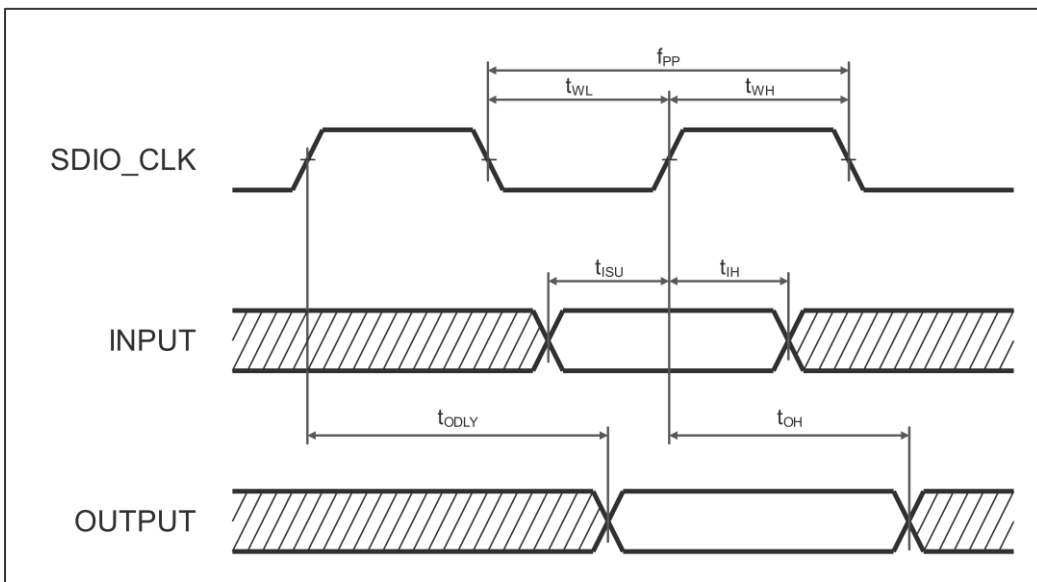 fPP
tWL
tWH
SDIO_CLK
tISU
tIH
INPUT
tODLY
tOH
OUTPUT